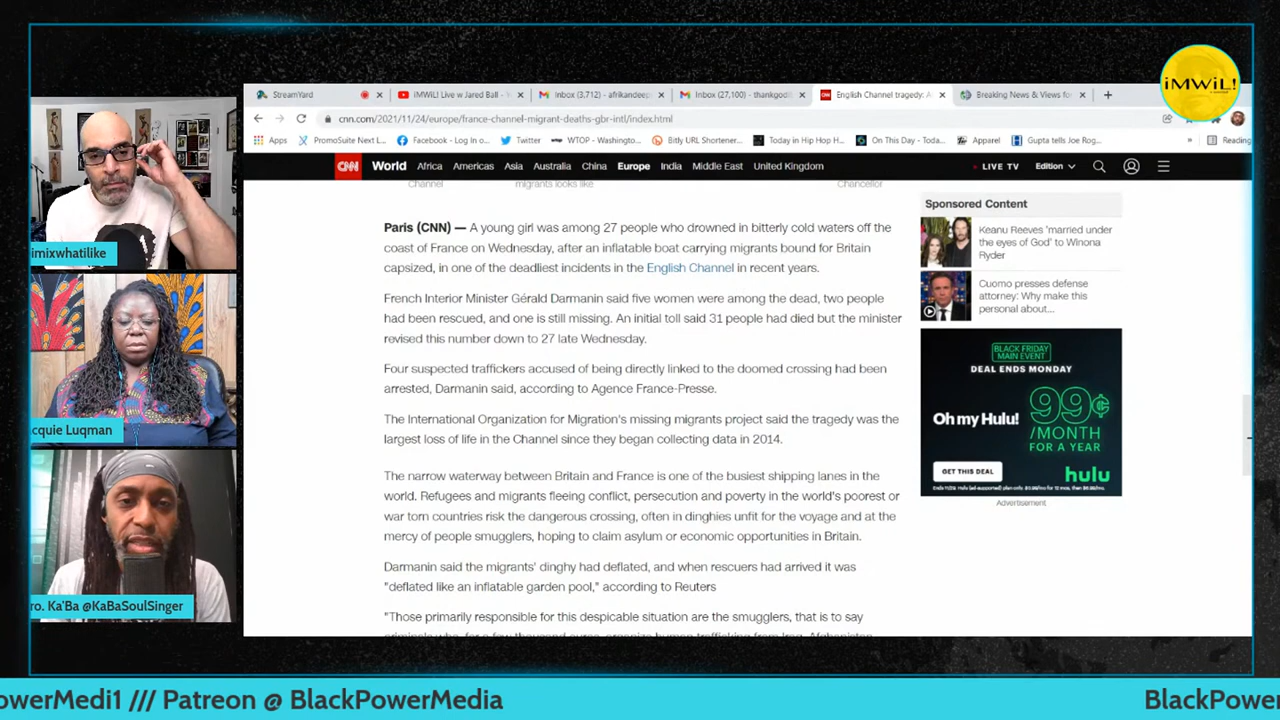 iMWiL!
StreamYard
iMWiL! Live w Jared Ball -
Inbox (3,712) - afrikandeep
Inbox (27,100) - thankgod
English Channel tragedy: A
Breaking News & Views for
cnn.com/2021/11/24/europe/france-channel-migrant-deaths-gbr-intl/index.html
Apps
PromoSuite Next L...
Facebook - Log In o...
Twitter
WTOP - Washingto...
Bitly URL Shortener...
Today in Hip Hop H...
On This Day - Toda...
Apparel
Gupta tells Joe Rog...
»
Reading
CNN World Africa Americas Asia Australia China Europe India Middle East United Kingdom
LIVE TV Edition
Channel
migrants looks like
Chancellor
Paris (CNN) — A young girl was among 27 people who drowned in bitterly cold waters off the
coast of France on Wednesday, after an inflatable boat carrying migrants bound for Britain
capsized, in one of the deadliest incidents in the English Channel in recent years.
French Interior Minister Gérald Darmanin said five women were among the dead, two people
had been rescued, and one is still missing. An initial toll said 31 people had died but the minister
revised this number down to 27 late Wednesday.
Four suspected traffickers accused of being directly linked to the doomed crossing had been
arrested, Darmanin said, according to Agence France-Presse.
The International Organization for Migration's missing migrants project said the tragedy was the
largest loss of life in the Channel since they began collecting data in 2014.
The narrow waterway between Britain and France is one of the busiest shipping lanes in the
world. Refugees and migrants fleeing conflict, persecution and poverty in the world's poorest or
war torn countries risk the dangerous crossing, often in dinghies unfit for the voyage and at the
mercy of people smugglers, hoping to claim asylum or economic opportunities in Britain.
Darmanin said the migrants' dinghy had deflated, and when rescuers had arrived it was
"deflated like an inflatable garden pool," according to Reuters
"Those primarily responsible for this despicable situation are the smugglers, that is to say
Sponsored Content
Keanu Reeves 'married under
the eyes of God' to Winona
Ryder
Cuomo presses defense
attorney: Why make this
personal about...
BLACK FRIDAY
MAIN EVENT
DEAL ENDS MONDAY
Oh my Hulu!
99¢
/MONTH
FOR A YEAR
GET THIS DEAL
hulu
Advertisement
imixwhatilike
acquie Luqman
ro. Ka'Ba @KaBaSoulSinger
owerMedi1 /// Patreon @ BlackPowerMedia
BlackPower